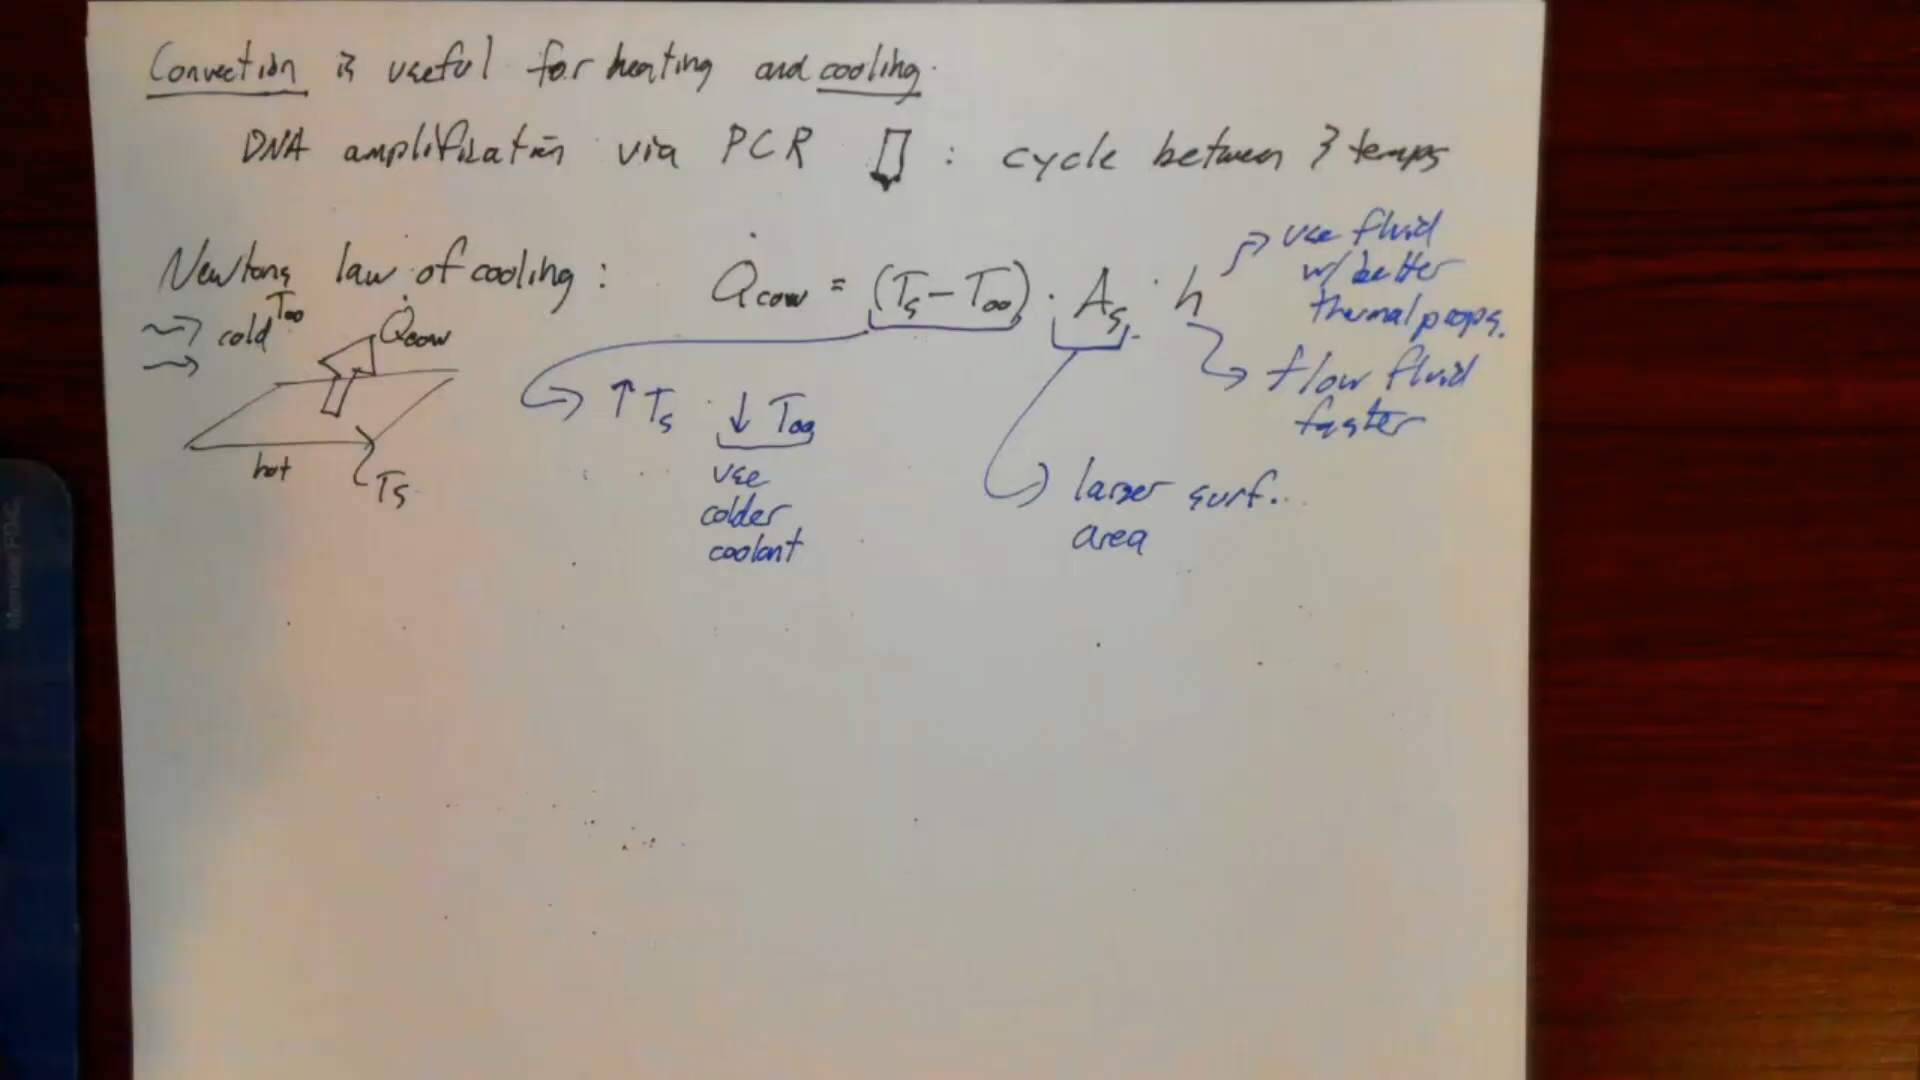 Convection is useful for heating and cooling.
DNA amplification via PCR : cycle between 3 temps
Newtons law of cooling : Q̇conv = (Ts - T∞) · As · h
use fluid
w/ better
thermal props.
flow fluid
faster
cold T∞
Q̇conv
hot
Ts
↑ Ts ↓ T∞
use
colder
coolant
larger surf.
area